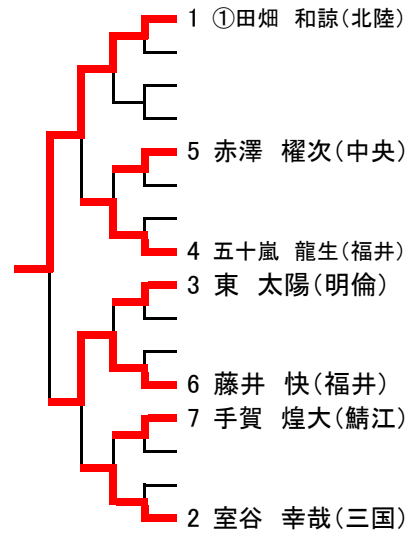 1 ①田畑 和諒(北陸)
5 赤澤 櫂次(中央)
4 五十嵐 龍生(福井)
3 東 太陽(明倫)
6 藤井 快(福井)
7 手賀 煌大(鯖江)
2 室谷 幸哉(三国)